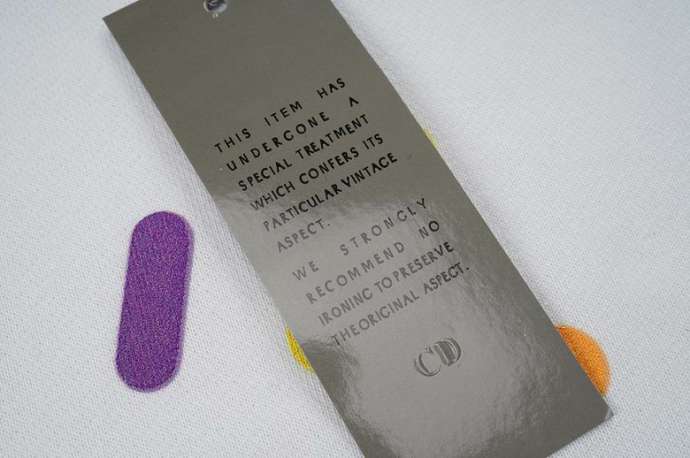 THIS ITEM HAS
UNDERGONE A
SPECIAL TREATMENT
WHICH CONFERS ITS
PARTICULAR VINTAGE
ASPECT.
WE STRONGLY
RECOMMEND NO
IRONING TO PRESERVE
THE ORIGINAL ASPECT.
CD